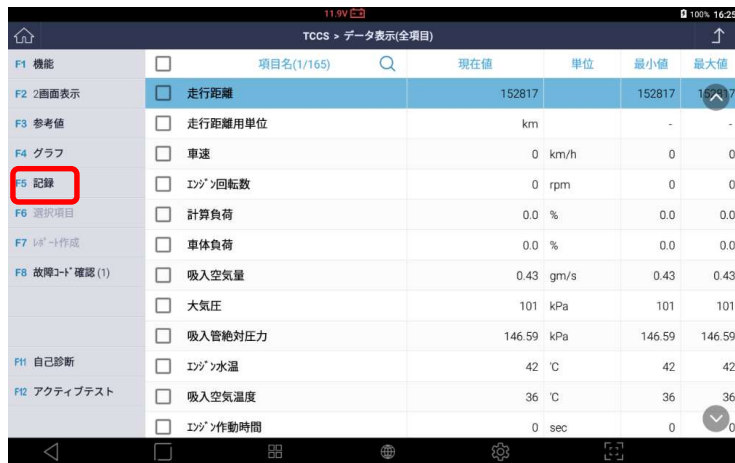 11.9V
100% 16:25
TCCS > データ表示(全項目)
F1 機能
項目名(1/165) 現在値 単位 最小値 最大値
F2 2画面表示
走行距離 152817 152817 152817
F3 参考値
走行距離用単位 km - -
F4 グラフ
車速 0 km/h 0 0
F5 記録
エンジン回転数 0 rpm 0 0
F6 選択項目
計算負荷 0.0 % 0.0 0.0
F7 レポート作成
車体負荷 0.0 % 0.0 0.0
F8 故障コード確認(1)
吸入空気量 0.43 gm/s 0.43 0.43
大気圧 101 kPa 101 101
吸入管絶対圧力 146.59 kPa 146.59 146.59
F11 自己診断
エンジン水温 42 ℃ 42 42
F12 アクティブテスト
吸入空気温度 36 ℃ 36 36
エンジン作動時間 0 sec 0 0